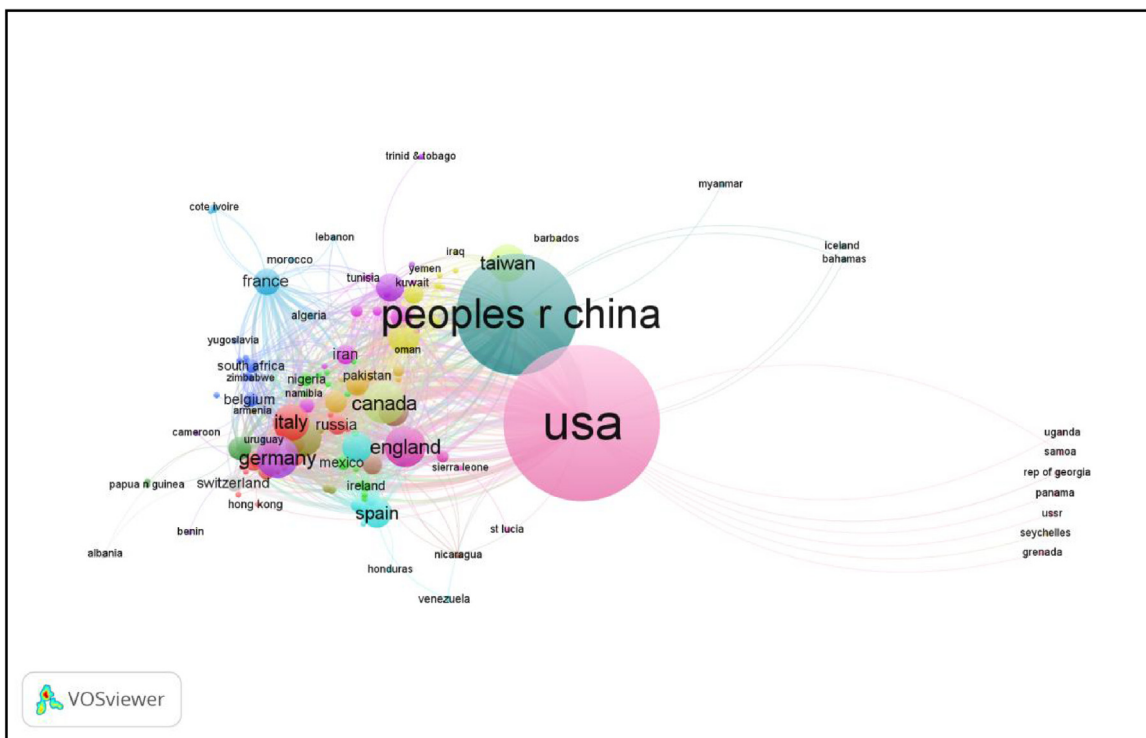 trinid & tobago
myanmar
cote ivoire
lebanon
barbados
iceland
iraq
morocco
bahamas
taiwan
yemen
tunisia
france
kuwait
algeria
peoples r china
yugoslavia
oman
iran
south africa
pakistan
zimbabwe
nigeria
namibia
belgium
canada
armenia
italy
russia
usa
cameroon
uruguay
england
uganda
germany
samoa
mexico
sierra leone
rep of georgia
papua n guinea
switzerland
ireland
panama
hong kong
spain
ussr
benin
st lucia
seychelles
albania
nicaragua
grenada
honduras
venezuela
VOSviewer